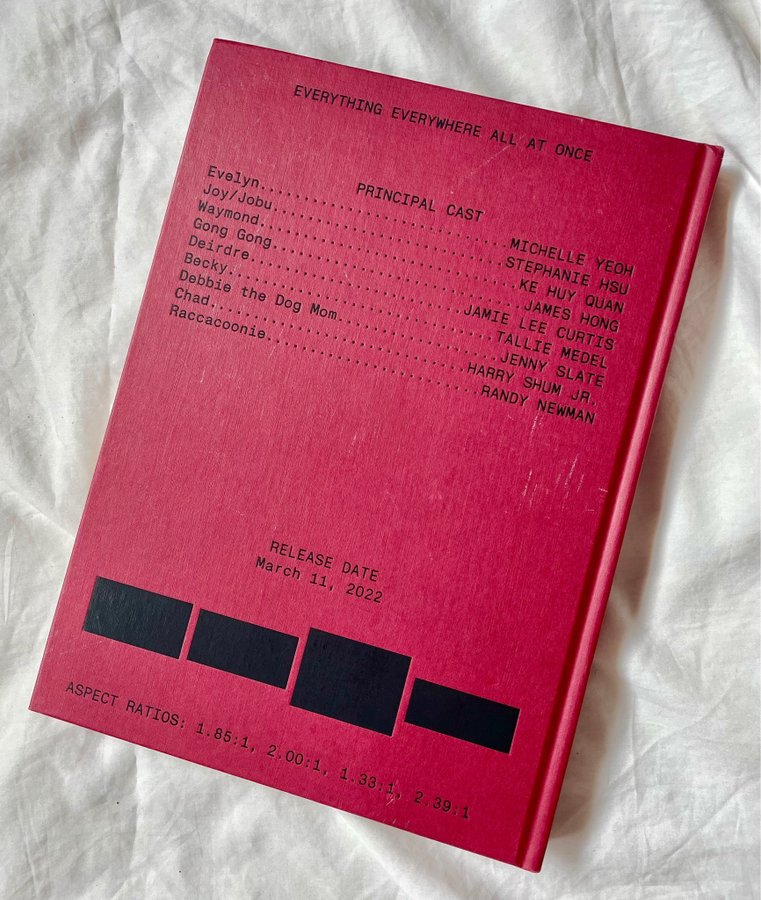 EVERYTHING EVERYWHERE ALL AT ONCE
PRINCIPAL CAST
Evelyn..............................MICHELLE YEOH
Joy/Jobu............................STEPHANIE HSU
Waymond..............................KE HUY QUAN
Gong Gong.............................JAMES HONG
Deirdre..........................JAMIE LEE CURTIS
Becky...............................TALLIE MEDEL
Debbie the Dog Mom....................JENNY SLATE
Chad...............................HARRY SHUM JR.
Raccacoonie..........................RANDY NEWMAN
RELEASE DATE
March 11, 2022
ASPECT RATIOS: 1.85:1, 2.00:1, 1.33:1, 2.39:1